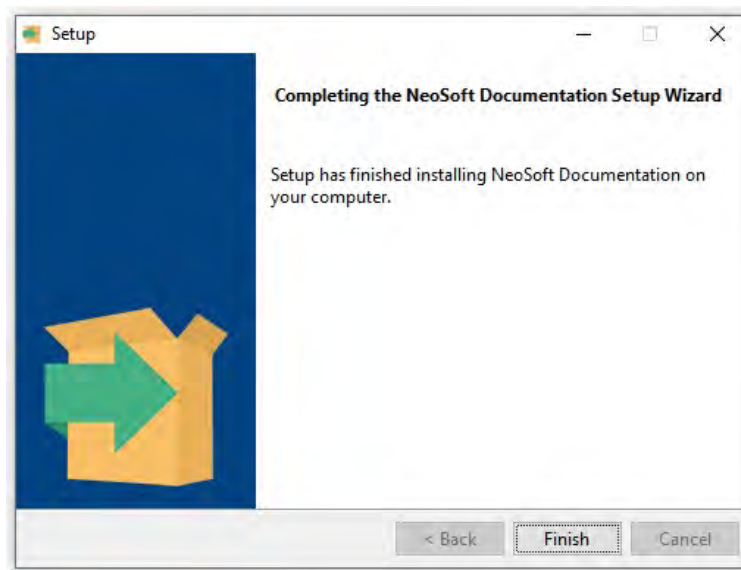 Setup
Completing the NeoSoft Documentation Setup Wizard
Setup has finished installing NeoSoft Documentation on
your computer.
< Back
Finish
Cancel